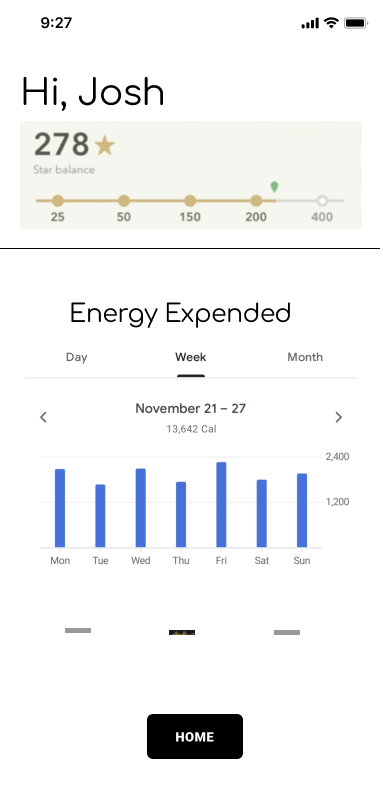 9:27
Hi, Josh
278
Star balance
25 50 150 200 400
Energy Expended
Day Week Month
November 21 – 27
13,642 Cal
2,400
1,200
Mon Tue Wed Thu Fri Sat Sun
HOME